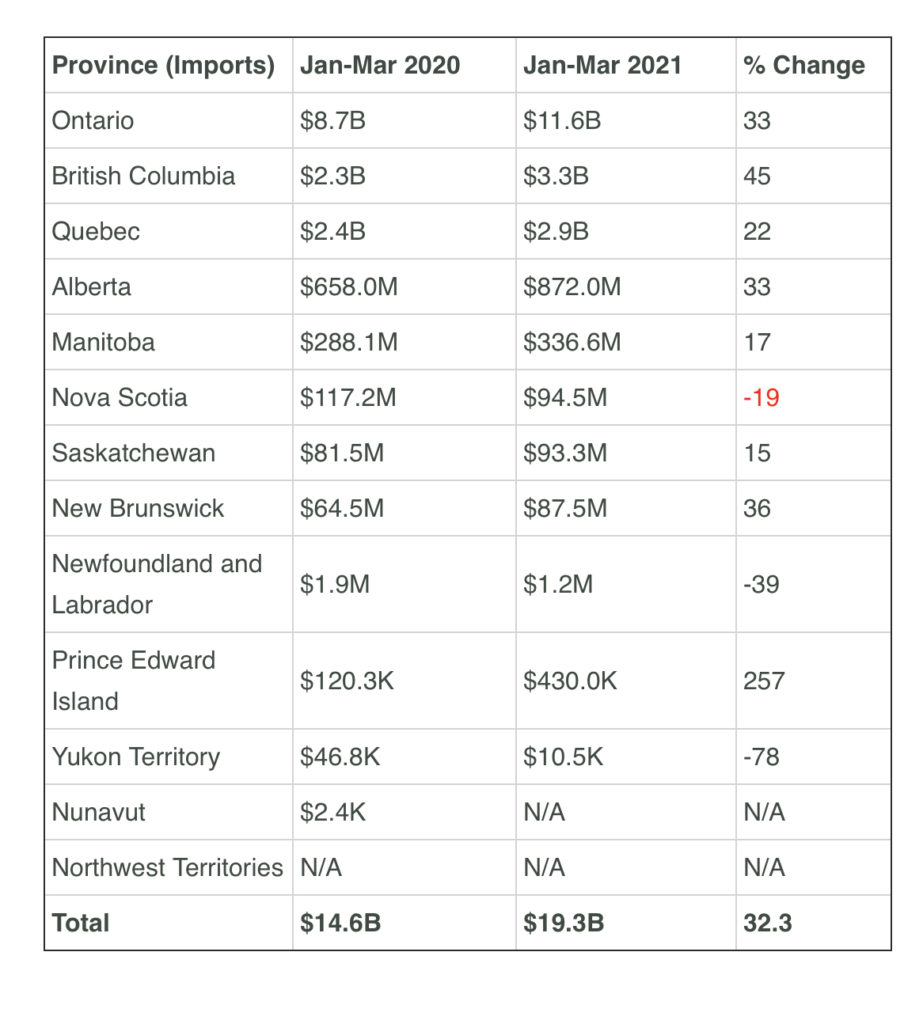 Province (Imports) Jan-Mar 2020 Jan-Mar 2021 % Change
Ontario $8.7B $11.6B 33
British Columbia $2.3B $3.3B 45
Quebec $2.4B $2.9B 22
Alberta $658.0M $872.0M 33
Manitoba $288.1M $336.6M 17
Nova Scotia $117.2M $94.5M -19
Saskatchewan $81.5M $93.3M 15
New Brunswick $64.5M $87.5M 36
Newfoundland and
Labrador $1.9M $1.2M -39
Prince Edward
Island $120.3K $430.0K 257
Yukon Territory $46.8K $10.5K -78
Nunavut $2.4K N/A N/A
Northwest Territories N/A N/A N/A
Total $14.6B $19.3B 32.3